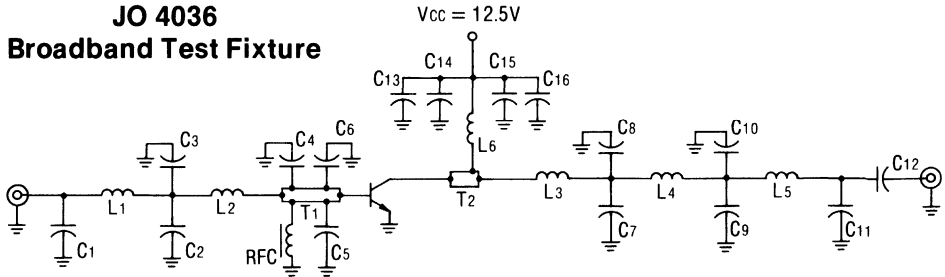 JO 4036
Broadband Test Fixture
VCC = 12.5V
C13
C14
C15
C16
L6
C3
C4
C6
C8
C10
C12
L1
L2
T1
T2
L3
L4
L5
C1
C2
RFC
C5
C7
C9
C11